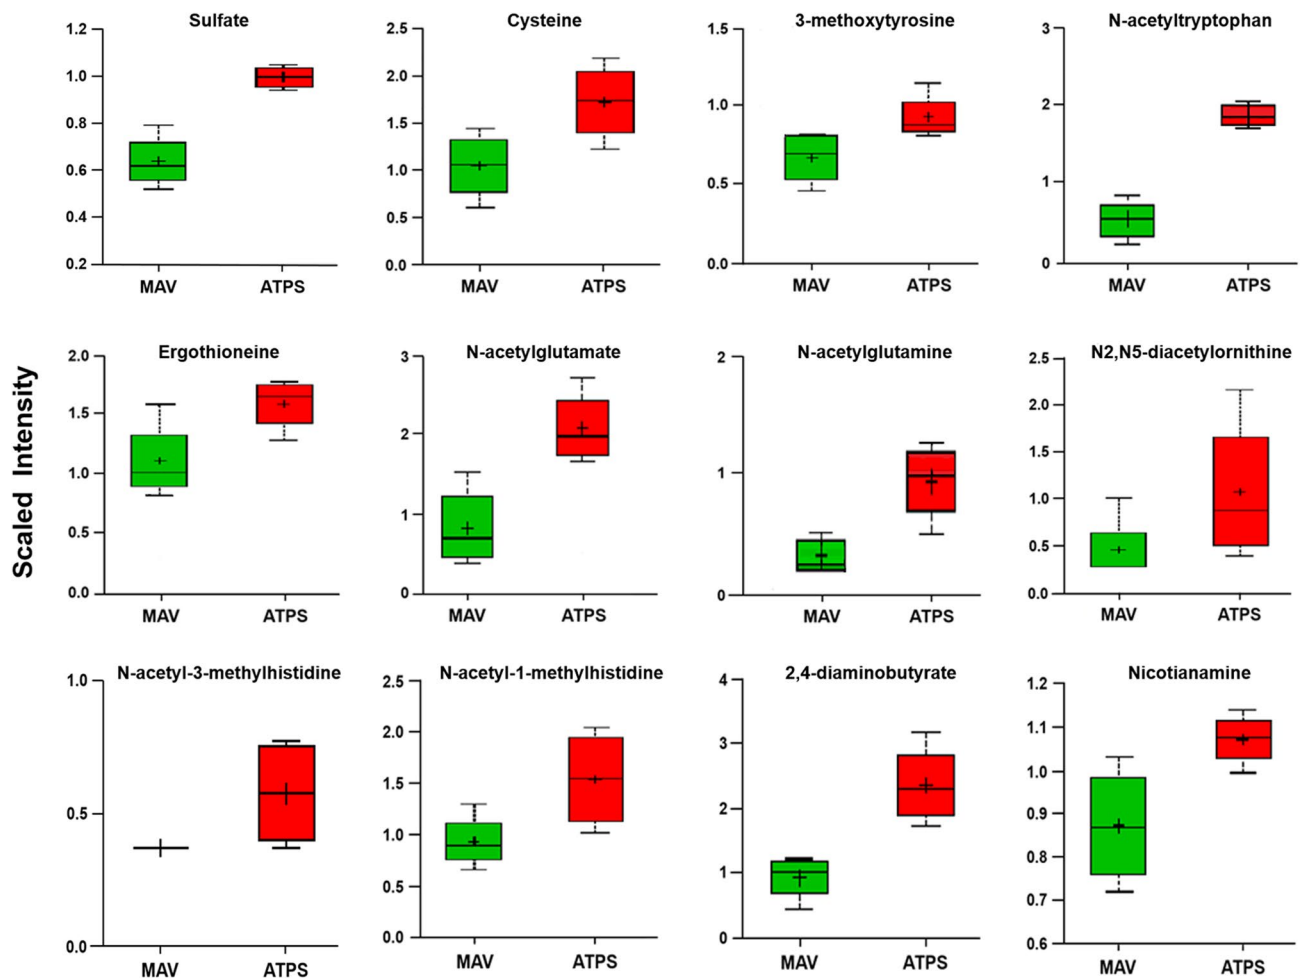 Scaled Intensity
Sulfate
1.2
1.0
0.8
0.6
0.4
0.2
MAV ATPS
Cysteine
2.5
2.0
1.5
1.0
0.5
0.0
MAV ATPS
3-methoxytyrosine
1.5
1.0
0.5
0.0
MAV ATPS
N-acetyltryptophan
3
2
1
0
MAV ATPS
Ergothioneine
2.0
1.5
1.0
0.5
0.0
MAV ATPS
N-acetylglutamate
3
2
1
0
MAV ATPS
N-acetylglutamine
2
1
0
MAV ATPS
N2,N5-diacetylornithine
2.5
2.0
1.5
1.0
0.5
0.0
MAV ATPS
N-acetyl-3-methylhistidine
1.0
0.5
0.0
MAV ATPS
N-acetyl-1-methylhistidine
2.5
2.0
1.5
1.0
0.5
0.0
MAV ATPS
2,4-diaminobutyrate
4
3
2
1
0
MAV ATPS
Nicotianamine
1.2
1.1
1.0
0.9
0.8
0.7
0.6
MAV ATPS